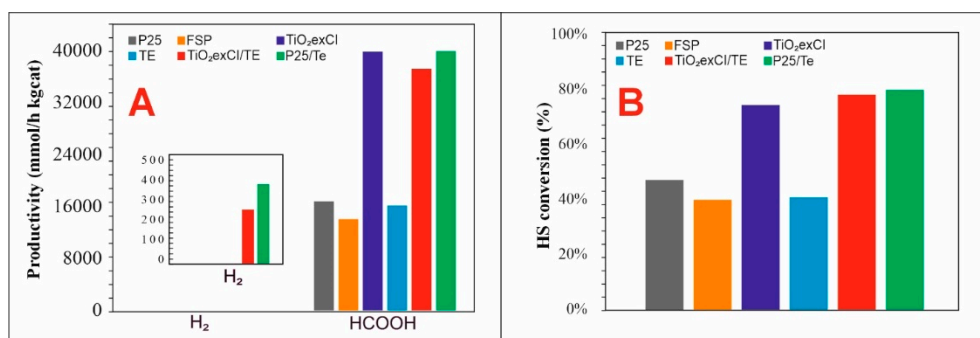 Productivity (mmol/h kgcat)
40000
32000
24000
16000
8000
0
P25 FSP TiO₂exCl
TE TiO₂exCl/TE P25/Te
A
500
400
300
200
100
0
H₂
H₂ HCOOH
HS conversion (%)
100%
80%
60%
40%
20%
0%
P25 FSP TiO₂exCl
TE TiO₂exCl/TE P25/Te
B